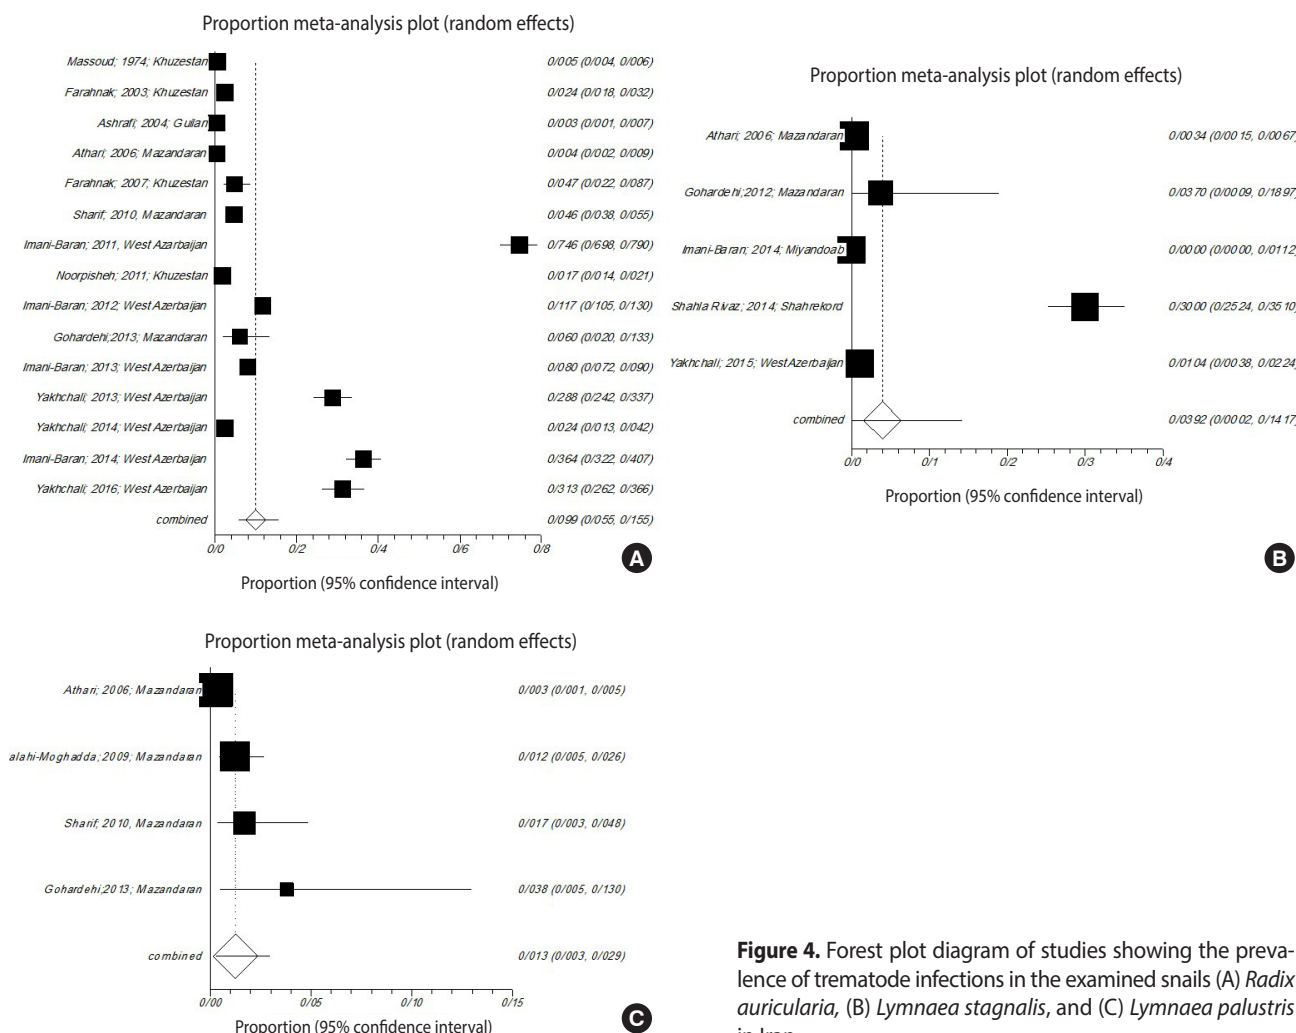 Proportion meta-analysis plot (random effects)
Massoud; 1974; Khuzestan 0/005 (0/004, 0/006)
Farahnak, 2003; Khuzestan 0/024 (0/018, 0/032)
Ashrafi; 2004; Guilan 0/003 (0/001, 0/007)
Athari; 2006; Mazandaran 0/004 (0/002, 0/009)
Farahnak; 2007; Khuzestan 0/047 (0/022, 0/087)
Sharif; 2010, Mazandaran 0/046 (0/038, 0/055)
Imani-Baran; 2011, West Azarbaijan 0/746 (0/698, 0/790)
Noorpisheh; 2011; Khuzestan 0/017 (0/014, 0/021)
Imani-Baran; 2012; West Azerbaijan 0/117 (0/105, 0/130)
Gohardehi;2013; Mazandaran 0/060 (0/020, 0/133)
Imani-Baran; 2013; West Azerbaijan 0/080 (0/072, 0/090)
Yakhchali; 2013; West Azerbaijan 0/288 (0/242, 0/337)
Yakhchali; 2014; West Azerbaijan 0/024 (0/013, 0/042)
Imani-Baran; 2014; West Azerbaijan 0/364 (0/322, 0/407)
Yakhchali; 2016; West Azerbaijan 0/313 (0/262, 0/366)
combined 0/099 (0/055, 0/155)
0/0 0/2 0/4 0/6 0/8
Proportion (95% confidence interval)
A
Proportion meta-analysis plot (random effects)
Athari; 2006; Mazandaran 0/0034 (0/0015, 0/0067)
Gohardehi;2012; Mazandaran 0/0370 (0/0009, 0/1897)
Imani-Baran; 2014; Miyandoab 0/0000 (0/0000, 0/0112)
Shahla Rivaz; 2014; Shahrekord 0/3000 (0/2524, 0/3510)
Yakhchali; 2015; West Azerbaijan 0/0104 (0/0038, 0/0224)
combined 0/0392 (0/0002, 0/1417)
0/0 0/1 0/2 0/3 0/4
Proportion (95% confidence interval)
B
Proportion meta-analysis plot (random effects)
Athari; 2006; Mazandaran 0/003 (0/001, 0/005)
alahi-Moghadda; 2009; Mazandaran 0/012 (0/005, 0/026)
Sharif; 2010, Mazandaran 0/017 (0/003, 0/048)
Gohardehi;2013; Mazandaran 0/038 (0/005, 0/130)
combined 0/013 (0/003, 0/029)
0/00 0/05 0/10 0/15
Proportion (95% confidence interval)
C
Figure 4. Forest plot diagram of studies showing the preva-
lence of trematode infections in the examined snails (A) Radix
auricularia, (B) Lymnaea stagnalis, and (C) Lymnaea palustris